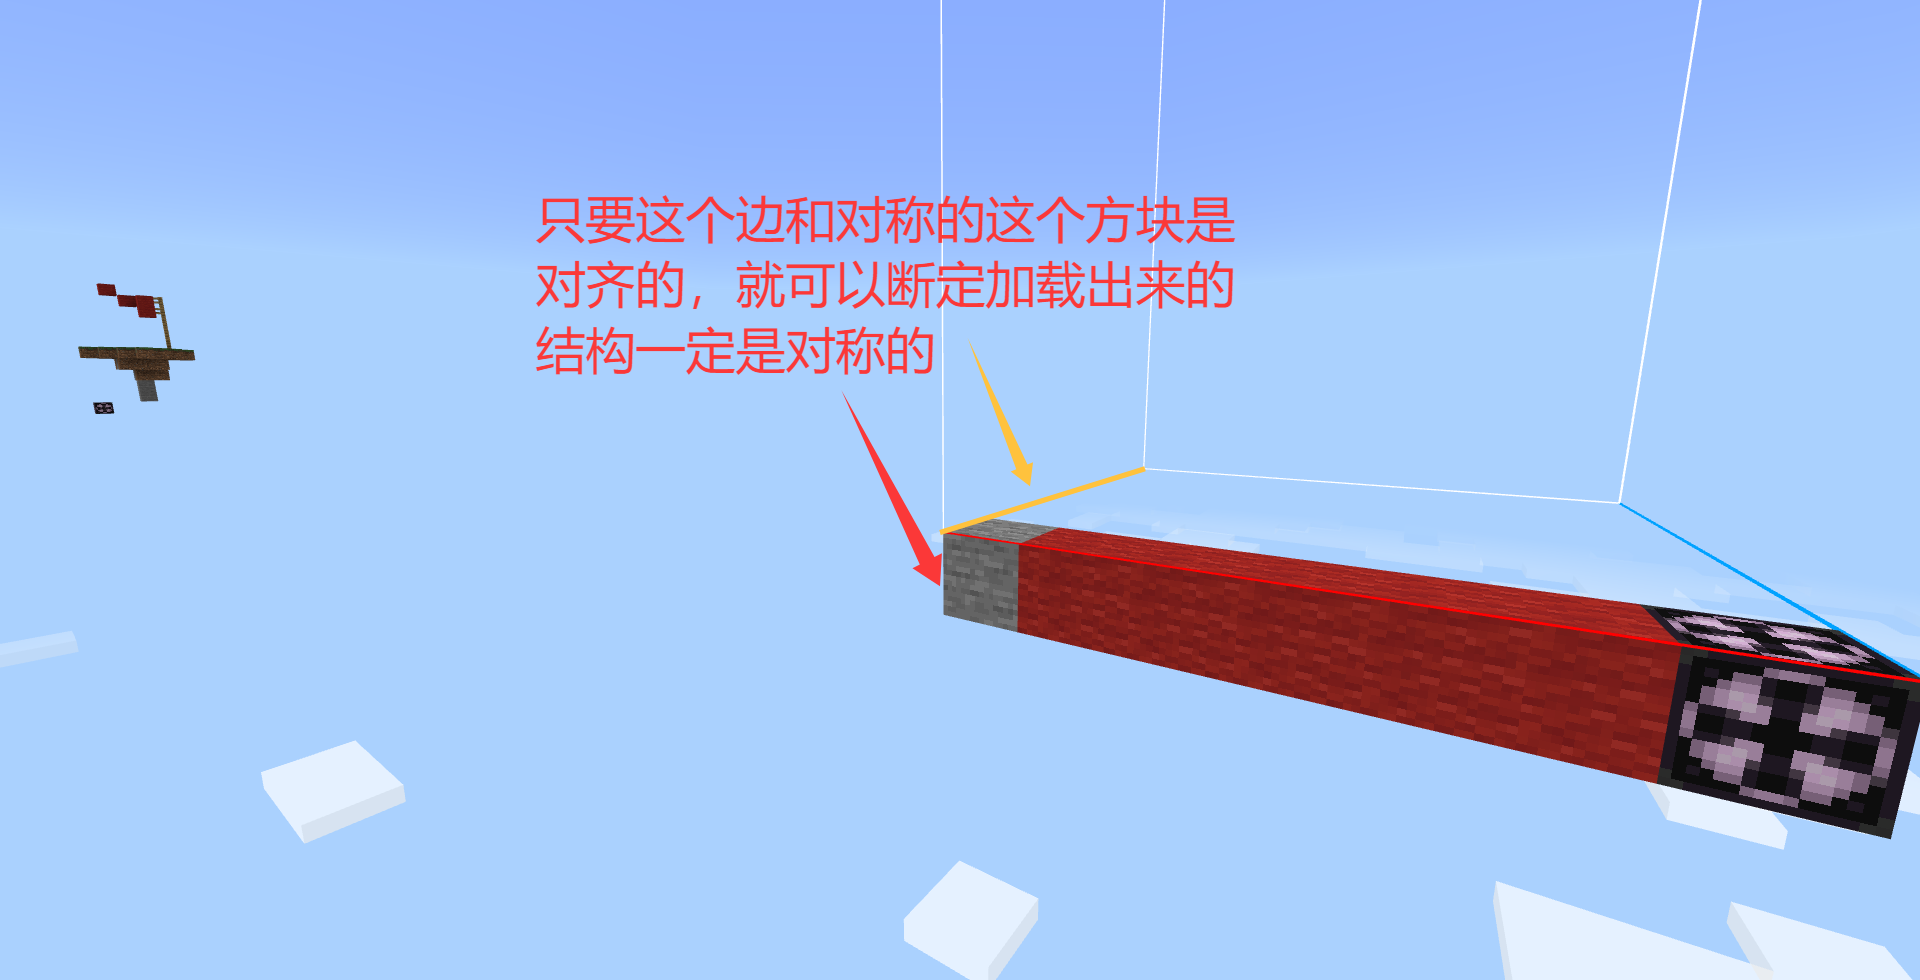 只要这个边和对称的这个方块是
对齐的，就可以断定加载出来的
结构一定是对称的